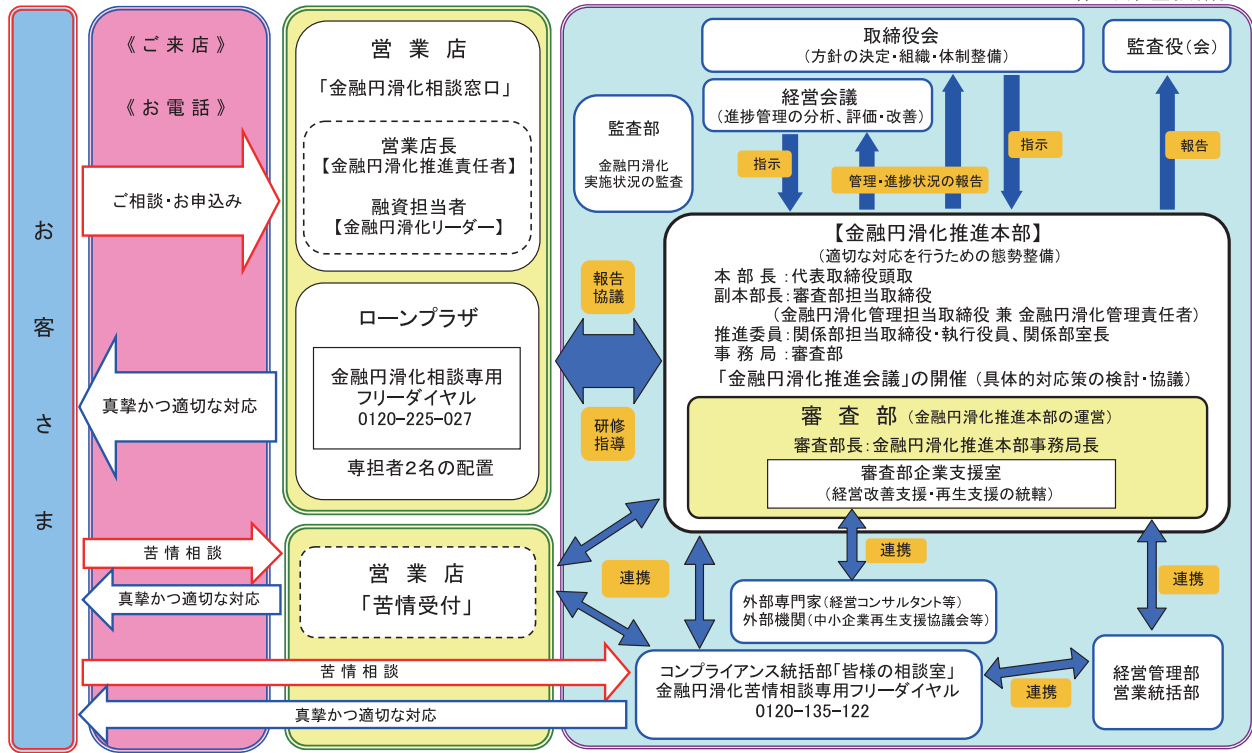 お客さま
《ご来店》
《お電話》
ご相談・お申込み
真摯かつ適切な対応
苦情相談
真摯かつ適切な対応
苦情相談
真摯かつ適切な対応
営業店
「金融円滑化相談窓口」
営業店長
【金融円滑化推進責任者】
融資担当者
【金融円滑化リーダー】
ローンプラザ
金融円滑化相談専用
フリーダイヤル
0120-225-027
専担者2名の配置
営業店
「苦情受付」
取締役会
(方針の決定・組織・体制整備)
監査役(会)
経営会議
(進捗管理の分析、評価・改善)
監査部
金融円滑化
実施状況の監査
指示
管理・進捗状況の報告
指示
報告
報告
協議
研修
指導
【金融円滑化推進本部】
(適切な対応を行うための態勢整備)
本部長:代表取締役頭取
副本部長:審査部担当取締役
(金融円滑化管理担当取締役 兼 金融円滑化管理責任者)
推進委員:関係部担当取締役・執行役員、関係部室長
事務局:審査部
「金融円滑化推進会議」の開催(具体的対応策の検討・協議)
審査部(金融円滑化推進本部の運営)
審査部長:金融円滑化推進本部事務局長
審査部企業支援室
(経営改善支援・再生支援の統轄)
連携
連携
連携
外部専門家(経営コンサルタント等)
外部機関(中小企業再生支援協議会等)
コンプライアンス統括部「皆様の相談室」
金融円滑化苦情相談専用フリーダイヤル
0120-135-122
連携
経営管理部
営業統括部